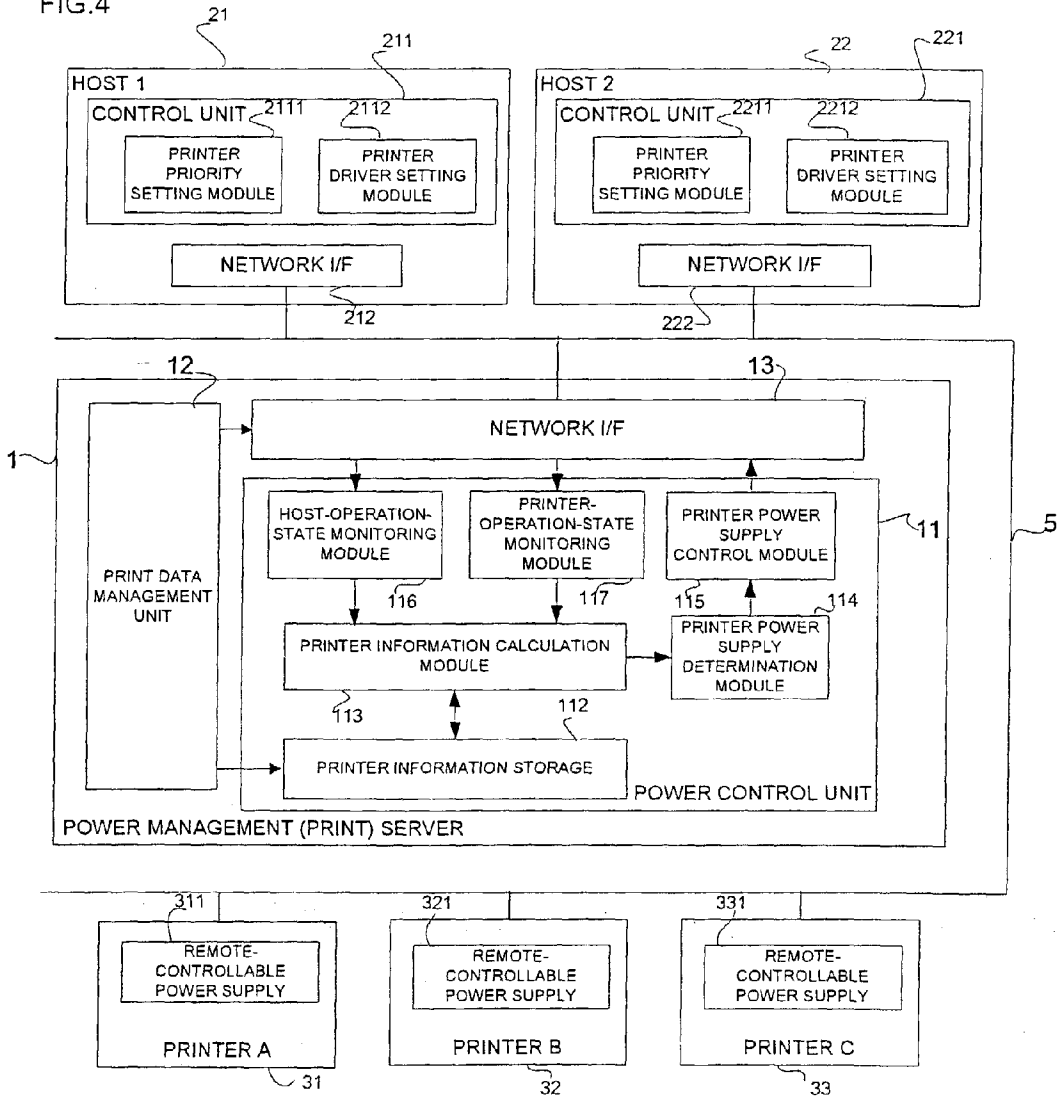 FIG.4
21
211
22
221
HOST 1
HOST 2
CONTROL UNIT
2111
2112
CONTROL UNIT
2211
2212
PRINTER
PRIORITY
SETTING MODULE
PRINTER
DRIVER SETTING
MODULE
PRINTER
PRIORITY
SETTING MODULE
PRINTER
DRIVER SETTING
MODULE
NETWORK I/F
NETWORK I/F
212
222
12
13
1
NETWORK I/F
HOST-OPERATION-
STATE MONITORING
MODULE
PRINTER-
OPERATION-STATE
MONITORING
MODULE
PRINTER POWER
SUPPLY
CONTROL MODULE
11
5
PRINT DATA
MANAGEMENT
UNIT
116
117
115
114
PRINTER INFORMATION CALCULATION
MODULE
PRINTER POWER
SUPPLY
DETERMINATION
MODULE
113
112
PRINTER INFORMATION STORAGE
POWER CONTROL UNIT
POWER MANAGEMENT (PRINT) SERVER
311
321
331
REMOTE-
CONTROLLABLE
POWER SUPPLY
REMOTE-
CONTROLLABLE
POWER SUPPLY
REMOTE-
CONTROLLABLE
POWER SUPPLY
PRINTER A
PRINTER B
PRINTER C
31
32
33